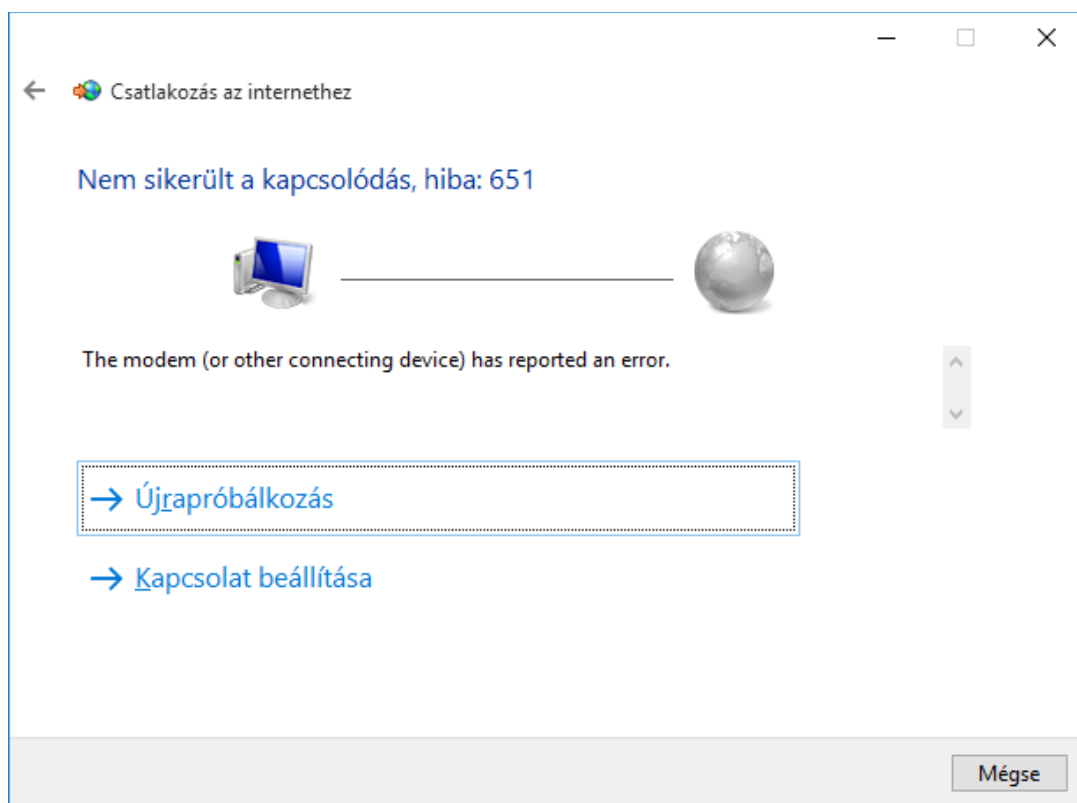 Csatlakozás az internethez
Nem sikerült a kapcsolódás, hiba: 651
The modem (or other connecting device) has reported an error.
Újrapróbálkozás
Kapcsolat beállítása
Mégse